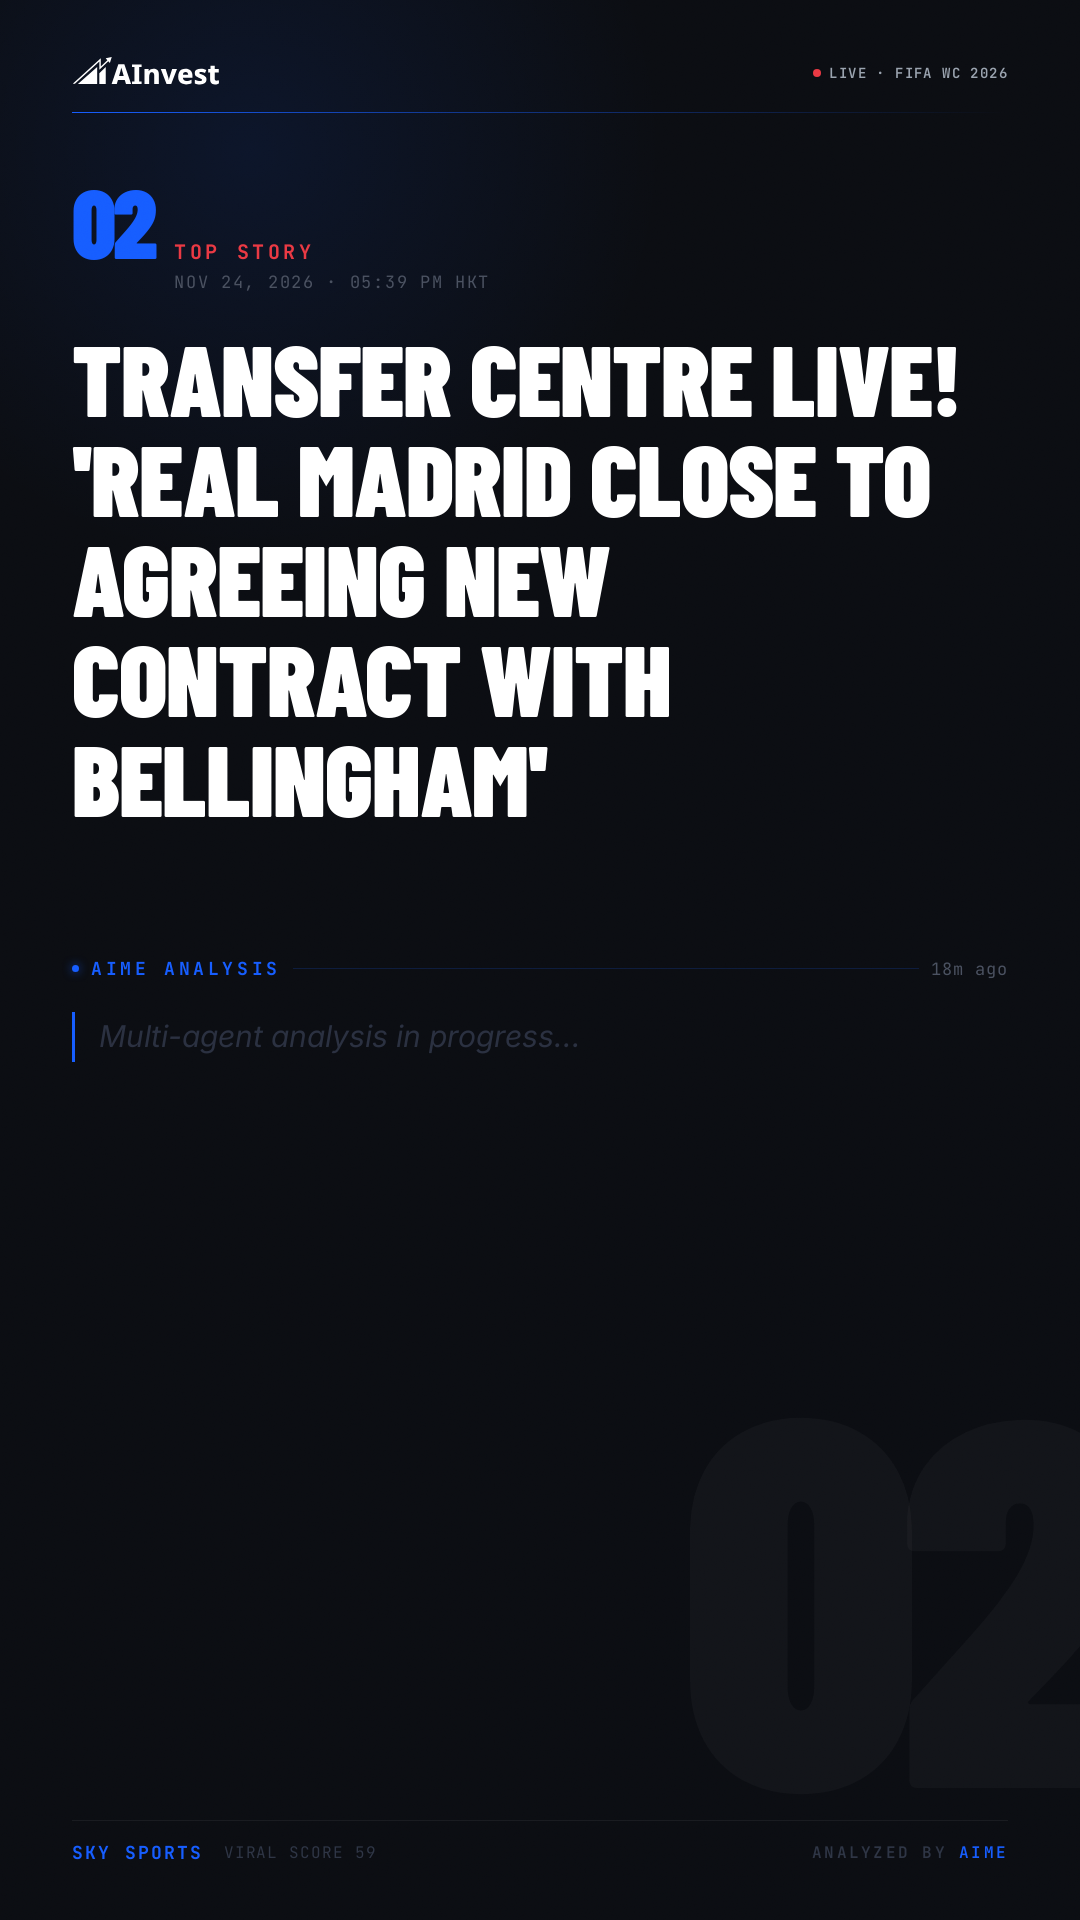 AInvest
LIVE · FIFA WC 2026
02
TOP STORY
NOV 24, 2026 · 05:39 PM HKT
TRANSFER CENTRE LIVE!
'REAL MADRID CLOSE TO
AGREEING NEW
CONTRACT WITH
BELLINGHAM'
AIME ANALYSIS
18m ago
Multi-agent analysis in progress...
02
SKY SPORTS VIRAL SCORE 59
ANALYZED BY AIME